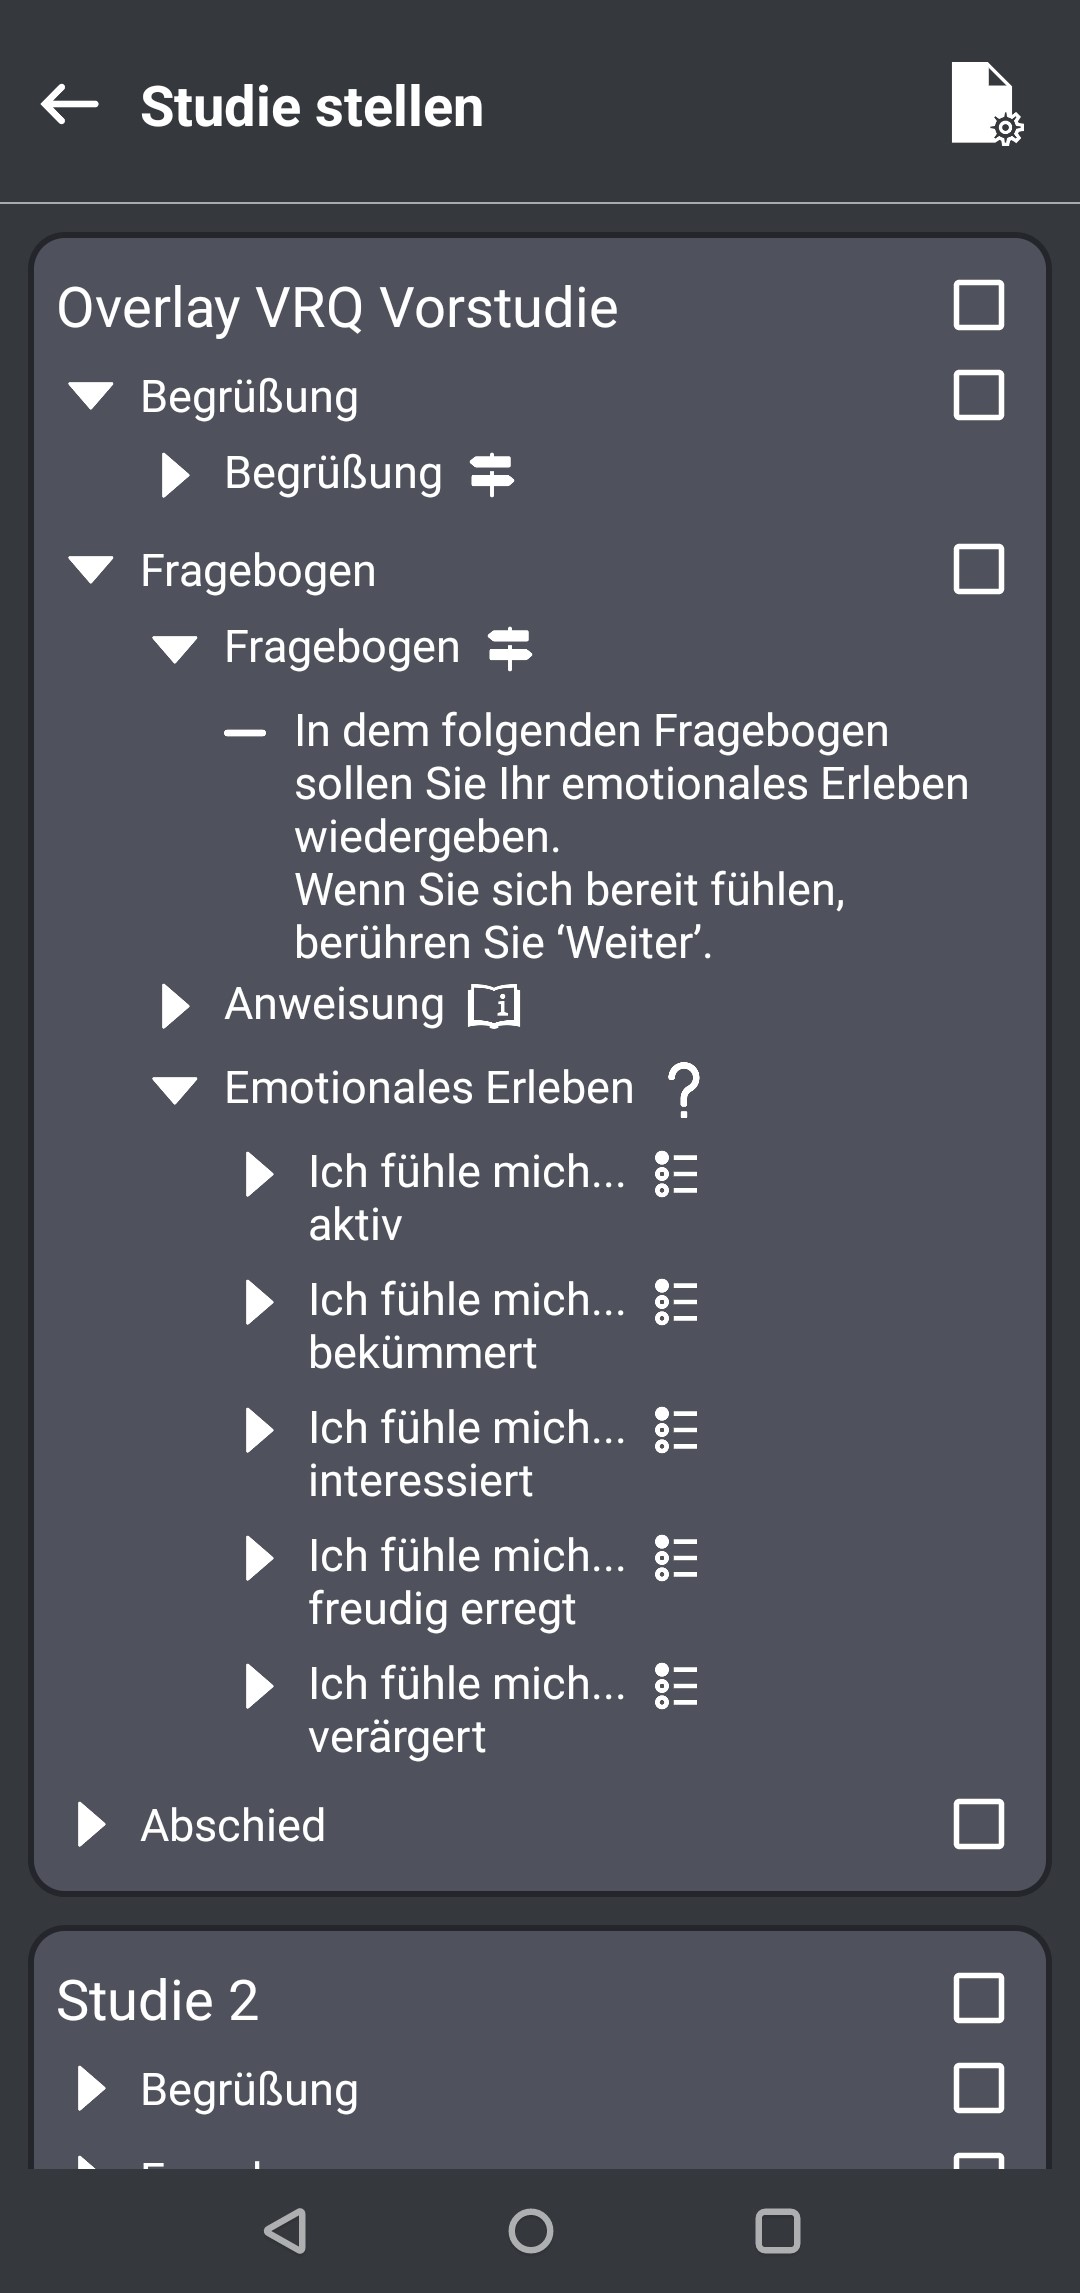 Studie stellen
Overlay VRQ Vorstudie
Begrüßung
Begrüßung
Fragebogen
Fragebogen
In dem folgenden Fragebogen
sollen Sie Ihr emotionales Erleben
wiedergeben.
Wenn Sie sich bereit fühlen,
berühren Sie ‘Weiter’.
Anweisung
Emotionales Erleben
Ich fühle mich...
aktiv
Ich fühle mich...
bekümmert
Ich fühle mich...
interessiert
Ich fühle mich...
freudig erregt
Ich fühle mich...
verärgert
Abschied
Studie 2
Begrüßung